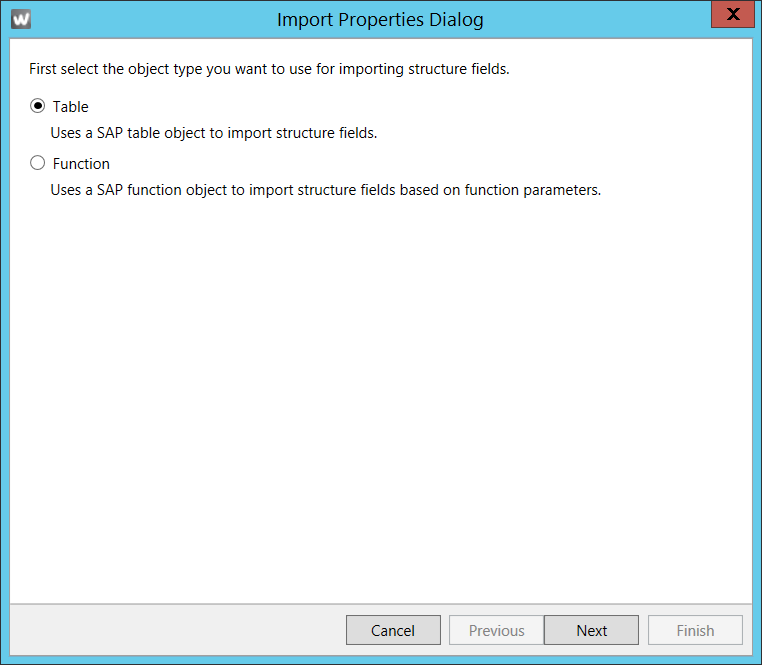 W
Import Properties Dialog
X
First select the object type you want to use for importing structure fields.
Table
Uses a SAP table object to import structure fields.
Function
Uses a SAP function object to import structure fields based on function parameters.
Cancel Previous Next Finish